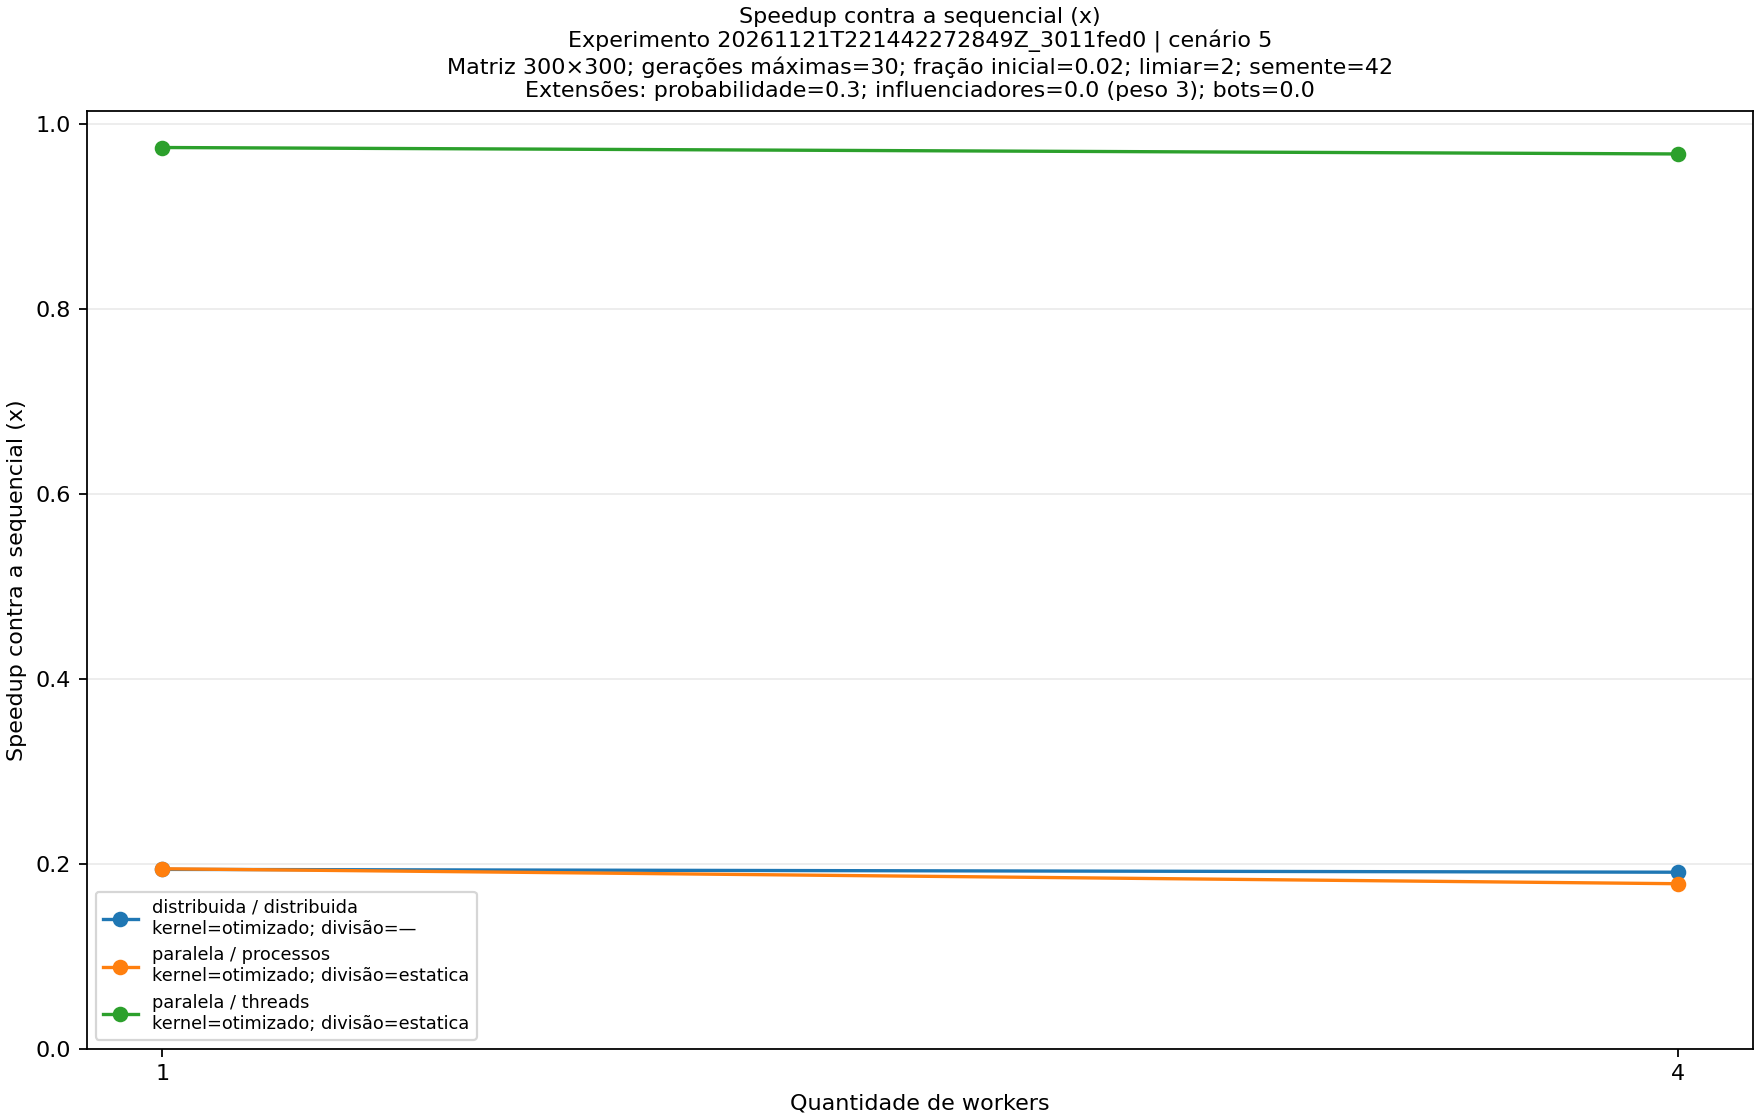 Speedup contra a sequencial (x)
Experimento 20261121T221442272849Z_3011fed0 | cenário 5
Matriz 300×300; gerações máximas=30; fração inicial=0.02; limiar=2; semente=42
Extensões: probabilidade=0.3; influenciadores=0.0 (peso 3); bots=0.0
Speedup contra a sequencial (x)
1.0
0.8
0.6
0.4
0.2
0.0
distribuida / distribuida
kernel=otimizado; divisão=—
paralela / processos
kernel=otimizado; divisão=estatica
paralela / threads
kernel=otimizado; divisão=estatica
1
4
Quantidade de workers